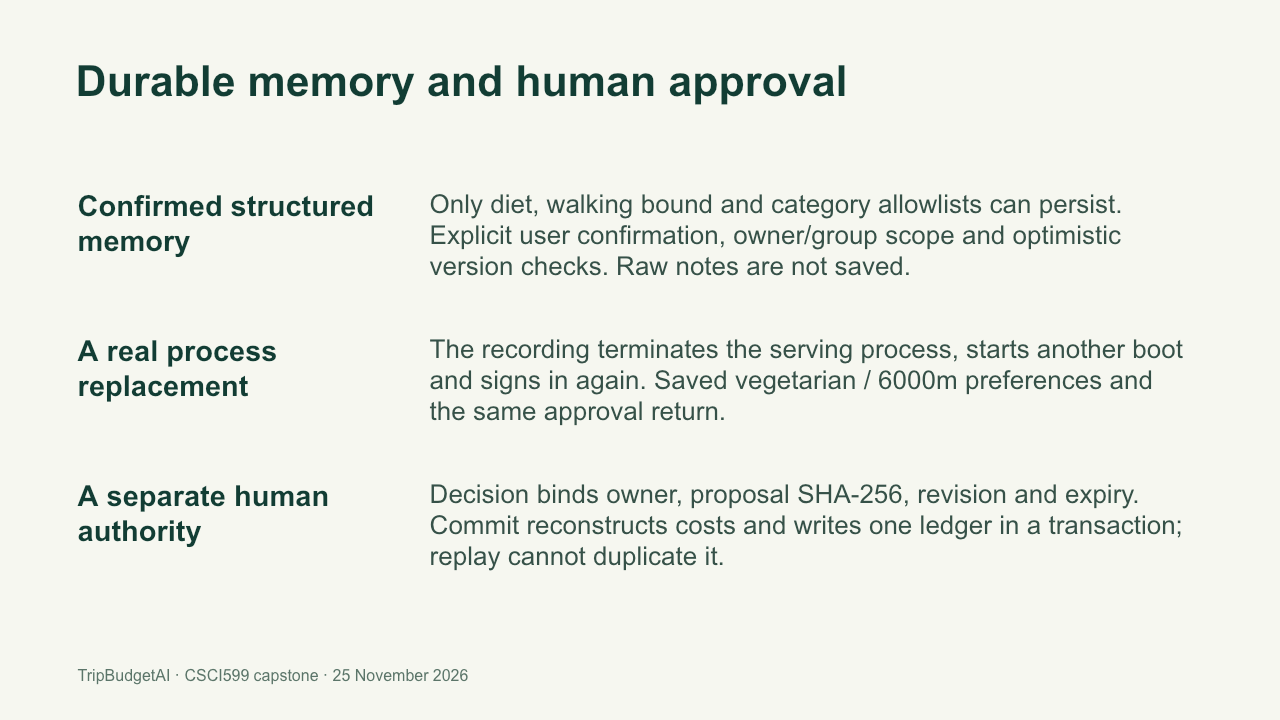 Durable memory and human approval
Confirmed structured
memory
Only diet, walking bound and category allowlists can persist.
Explicit user confirmation, owner/group scope and optimistic
version checks. Raw notes are not saved.
A real process
replacement
The recording terminates the serving process, starts another boot
and signs in again. Saved vegetarian / 6000m preferences and
the same approval return.
A separate human
authority
Decision binds owner, proposal SHA-256, revision and expiry.
Commit reconstructs costs and writes one ledger in a transaction;
replay cannot duplicate it.
TripBudgetAI · CSCI599 capstone · 25 November 2026